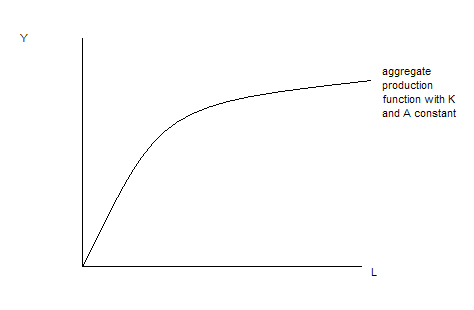 Y
aggregate
production
function with K
and A constant
L